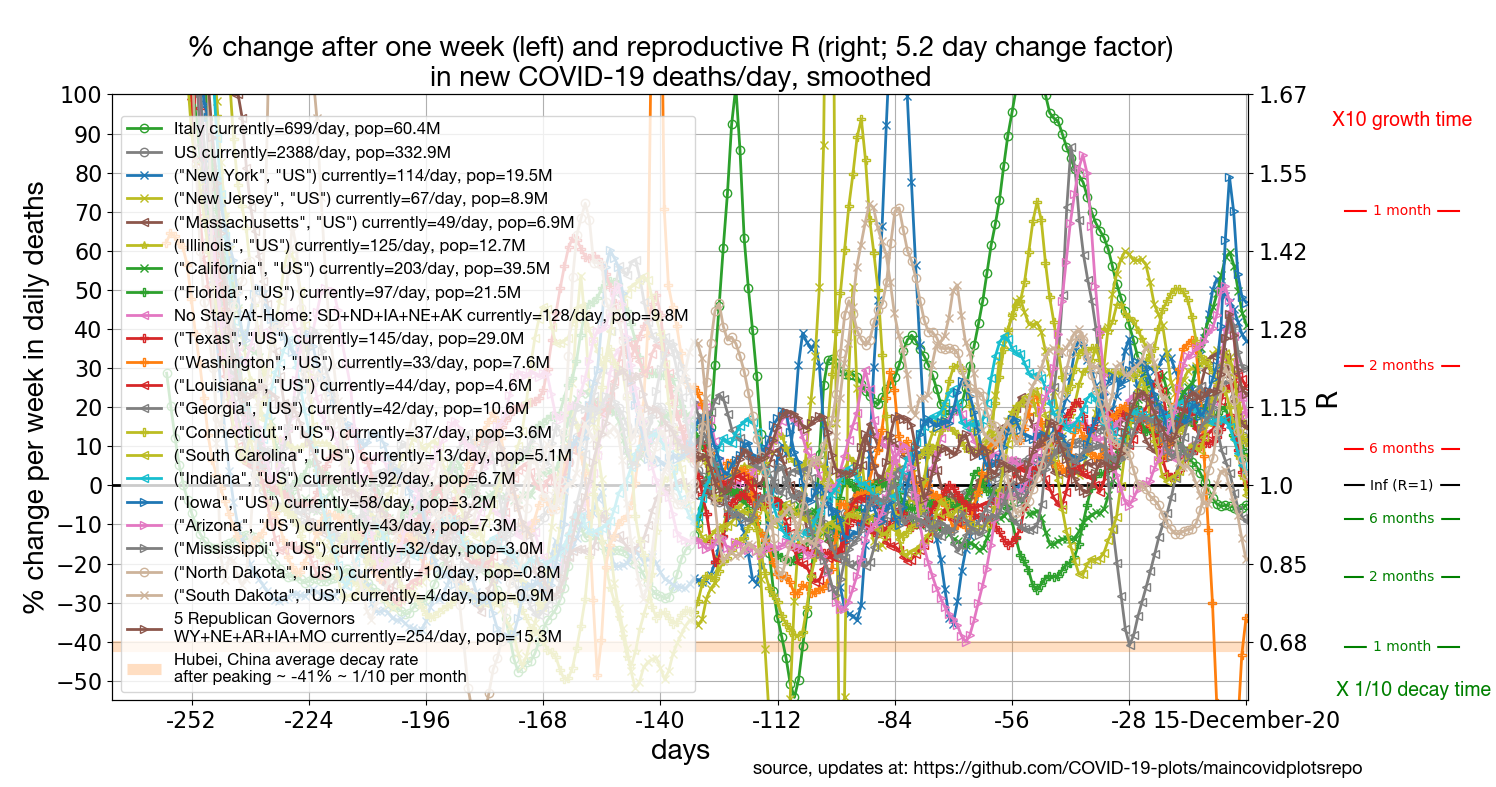 % change after one week (left) and reproductive R (right; 5.2 day change factor)
in new COVID-19 deaths/day, smoothed
% change per week in daily deaths
100
90
80
70
60
50
40
30
20
10
0
−10
−20
−30
−40
−50
Italy currently=699/day, pop=60.4M
US currently=2388/day, pop=332.9M
("New York", "US") currently=114/day, pop=19.5M
("New Jersey", "US") currently=67/day, pop=8.9M
("Massachusetts", "US") currently=49/day, pop=6.9M
("Illinois", "US") currently=125/day, pop=12.7M
("California", "US") currently=203/day, pop=39.5M
("Florida", "US") currently=97/day, pop=21.5M
No Stay-At-Home: SD+ND+IA+NE+AK currently=128/day, pop=9.8M
("Texas", "US") currently=145/day, pop=29.0M
("Washington", "US") currently=33/day, pop=7.6M
("Louisiana", "US") currently=44/day, pop=4.6M
("Georgia", "US") currently=42/day, pop=10.6M
("Connecticut", "US") currently=37/day, pop=3.6M
("South Carolina", "US") currently=13/day, pop=5.1M
("Indiana", "US") currently=92/day, pop=6.7M
("Iowa", "US") currently=58/day, pop=3.2M
("Arizona", "US") currently=43/day, pop=7.3M
("Mississippi", "US") currently=32/day, pop=3.0M
("North Dakota", "US") currently=10/day, pop=0.8M
("South Dakota", "US") currently=4/day, pop=0.9M
5 Republican Governors
WY+NE+AR+IA+MO currently=254/day, pop=15.3M
Hubei, China average decay rate
after peaking ~ -41% ~ 1/10 per month
1.67
1.55
1.42
1.28
1.15
1.0
0.85
0.68
R
X10 growth time
1 month
2 months
6 months
Inf (R=1)
6 months
2 months
1 month
X 1/10 decay time
-252
-224
-196
-168
-140
-112
-84
-56
-28
15-December-20
days
source, updates at: https://github.com/COVID-19-plots/maincovidplotsrepo